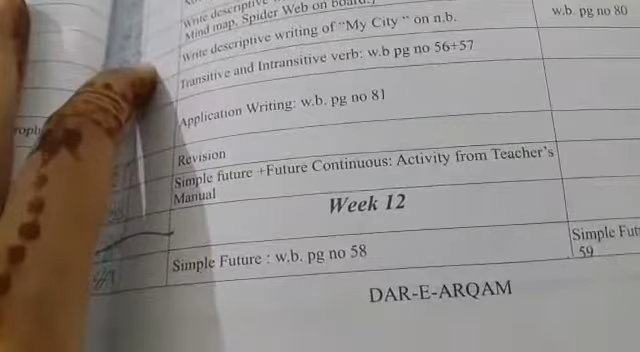 "Write descriptive
Mind map, Spider Web on board.)
Write descriptive writing of "My City " on n.b.
w.b. pg no 80
Transitive and Intransitive verb: w.b pg no 56+57
Application Writing: w.b. pg no 81
Revision
Simple future +Future Continuous: Activity from Teacher's
Manual
Week 12
Simple Future : w.b. pg no 58
Simple Fut
59
DAR-E-ARQAM